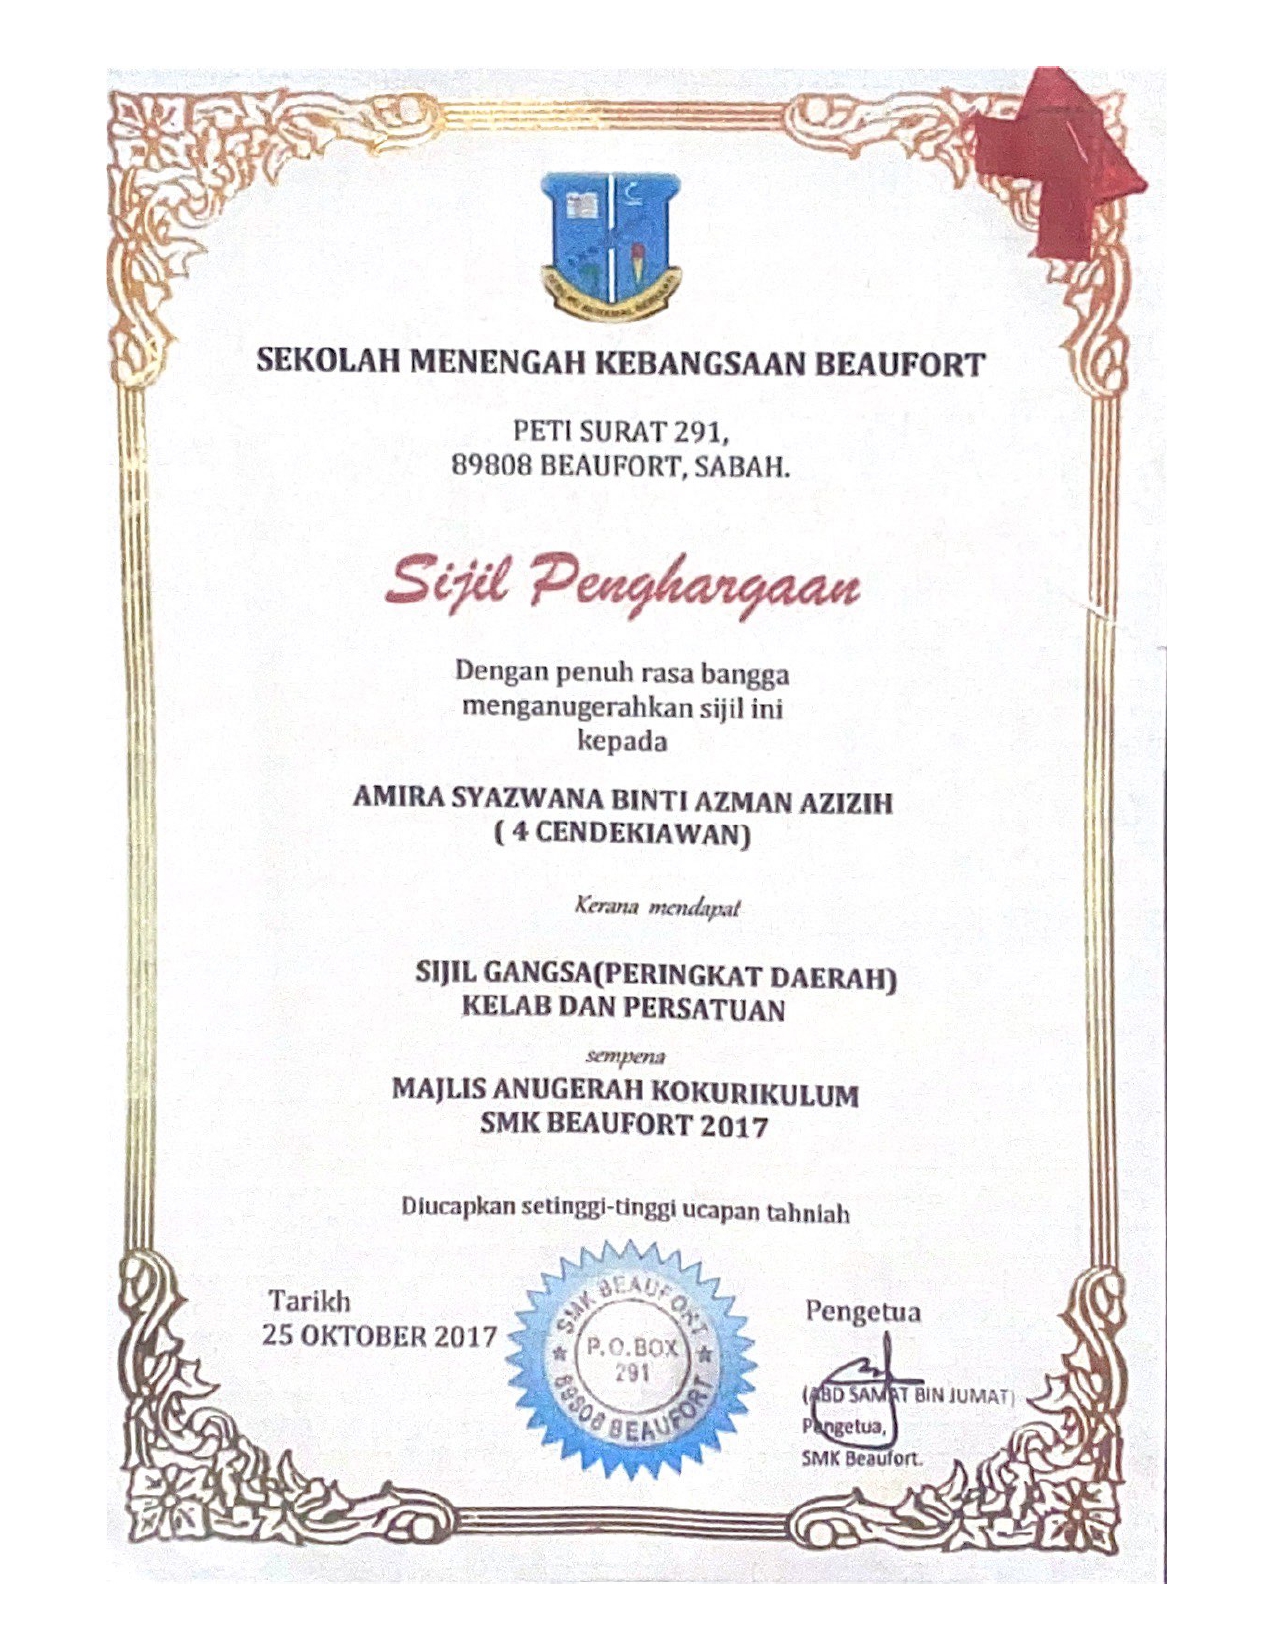 SEKOLAH MENENGAH KEBANGSAAN BEAUFORT
PETI SURAT 291,
89808 BEAUFORT, SABAH.
Sijil Penghargaan
Dengan penuh rasa bangga
menganugerahkan sijil ini
kepada
AMIRA SYAZWANA BINTI AZMAN AZIZIH
( 4 CENDEKIAWAN)
Kerana mendapat
SIJIL GANGSA(PERINGKAT DAERAH)
KELAB DAN PERSATUAN
sempena
MAJLIS ANUGERAH KOKURIKULUM
SMK BEAUFORT 2017
Diucapkan setinggi-tinggi ucapan tahniah
Tarikh
25 OKTOBER 2017
SMK BEAUFORT
P.O.BOX
291
89808 BEAUFORT
Pengetua
(ABD SAMAT BIN JUMAT)
Pengetua,
SMK Beaufort.